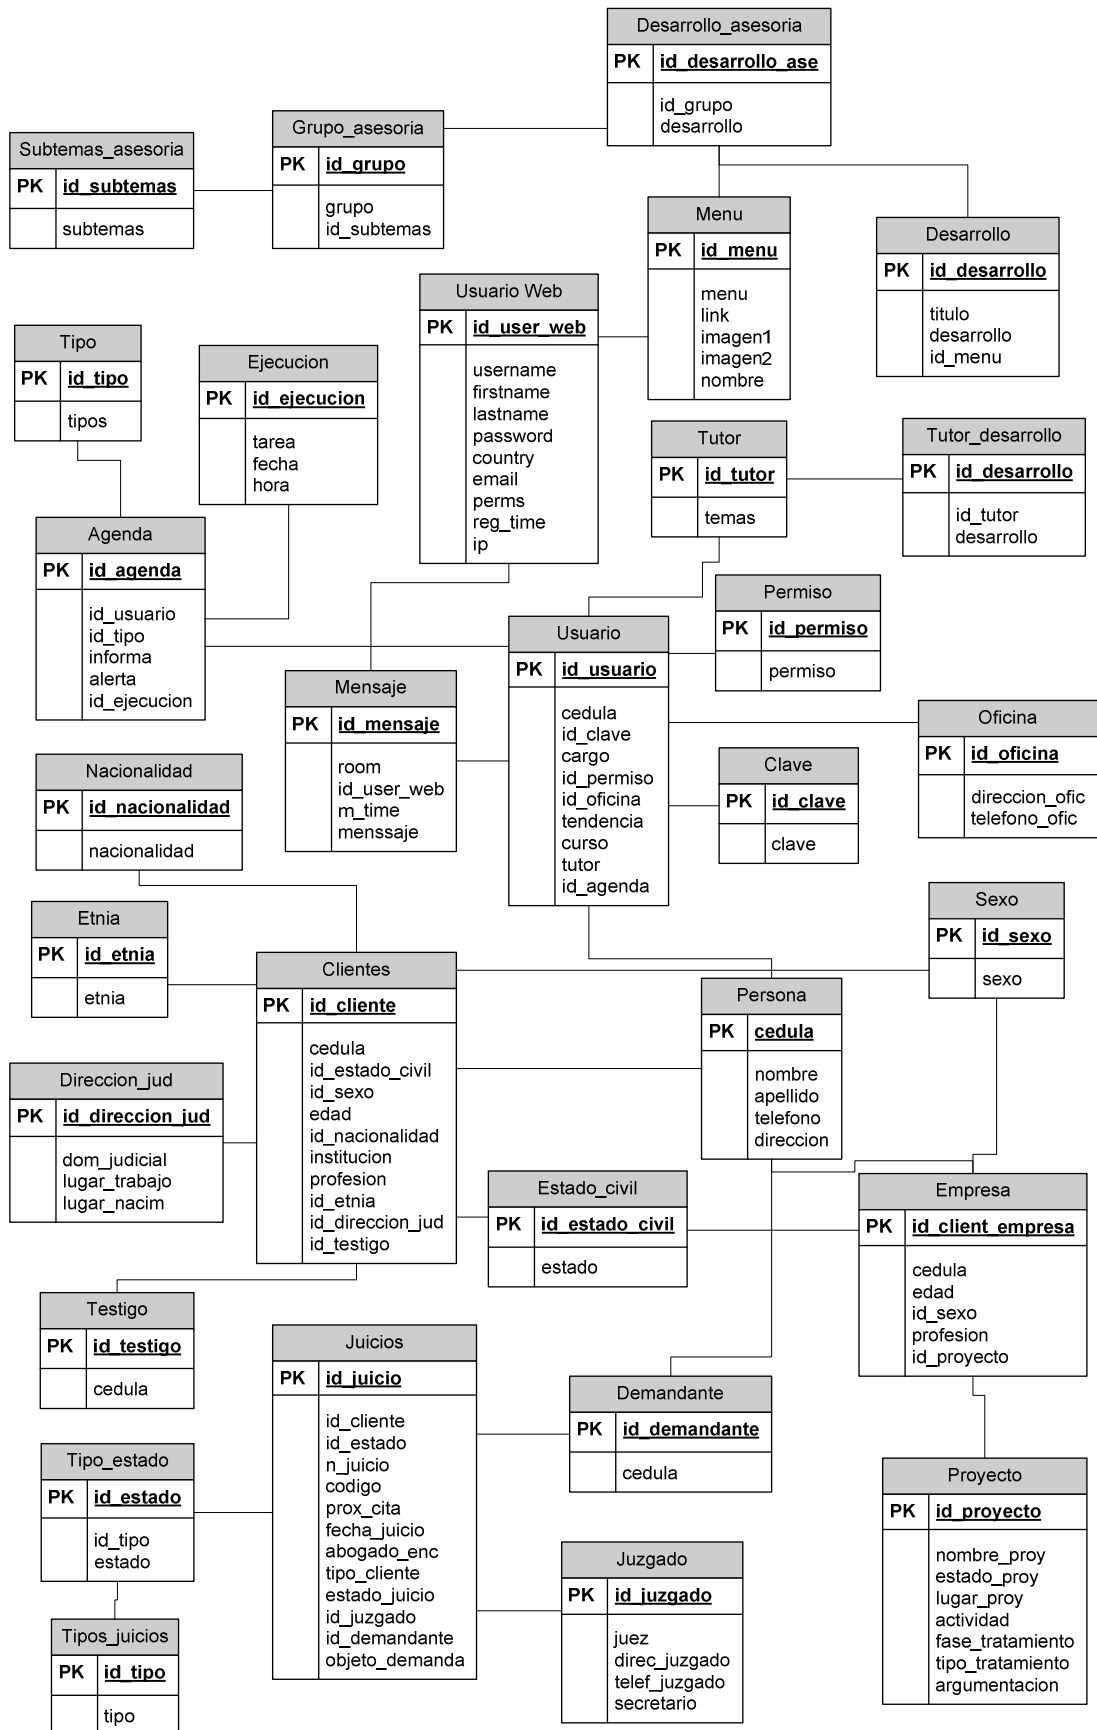 Desarrollo_asesoria
PK id_desarrollo_ase
id_grupo
desarrollo
Grupo_asesoria
PK id_grupo
grupo
id_subtemas
Subtemas_asesoria
PK id_subtemas
subtemas
Menu
PK id_menu
menu
link
imagen1
imagen2
nombre
Desarrollo
PK id_desarrollo
titulo
desarrollo
id_menu
Usuario Web
PK id_user_web
username
firstname
lastname
password
country
email
perms
reg_time
ip
Tipo
PK id_tipo
tipos
Ejecucion
PK id_ejecucion
tarea
fecha
hora
Tutor
PK id_tutor
temas
Tutor_desarrollo
PK id_desarrollo
id_tutor
desarrollo
Agenda
PK id_agenda
id_usuario
id_tipo
informa
alerta
id_ejecucion
Permiso
PK id_permiso
permiso
Usuario
PK id_usuario
cedula
id_clave
cargo
id_permiso
id_oficina
tendencia
curso
tutor
id_agenda
Mensaje
PK id_mensaje
room
id_user_web
m_time
menssaje
Oficina
PK id_oficina
direccion_ofic
telefono_ofic
Clave
PK id_clave
clave
Nacionalidad
PK id_nacionalidad
nacionalidad
Etnia
PK id_etnia
etnia
Sexo
PK id_sexo
sexo
Clientes
PK id_cliente
cedula
id_estado_civil
id_sexo
edad
id_nacionalidad
institucion
profesion
id_etnia
id_direccion_jud
id_testigo
Persona
PK cedula
nombre
apellido
telefono
direccion
Direccion_jud
PK id_direccion_jud
dom_judicial
lugar_trabajo
lugar_nacim
Estado_civil
PK id_estado_civil
estado
Empresa
PK id_client_empresa
cedula
edad
id_sexo
profesion
id_proyecto
Testigo
PK id_testigo
cedula
Juicios
PK id_juicio
id_cliente
id_estado
n_juicio
codigo
prox_cita
fecha_juicio
abogado_enc
tipo_cliente
estado_juicio
id_juzgado
id_demandante
objeto_demanda
Demandante
PK id_demandante
cedula
Tipo_estado
PK id_estado
id_tipo
estado
Proyecto
PK id_proyecto
nombre_proy
estado_proy
lugar_proy
actividad
fase_tratamiento
tipo_tratamiento
argumentacion
Juzgado
PK id_juzgado
juez
direc_juzgado
telef_juzgado
secretario
Tipos_juicios
PK id_tipo
tipo